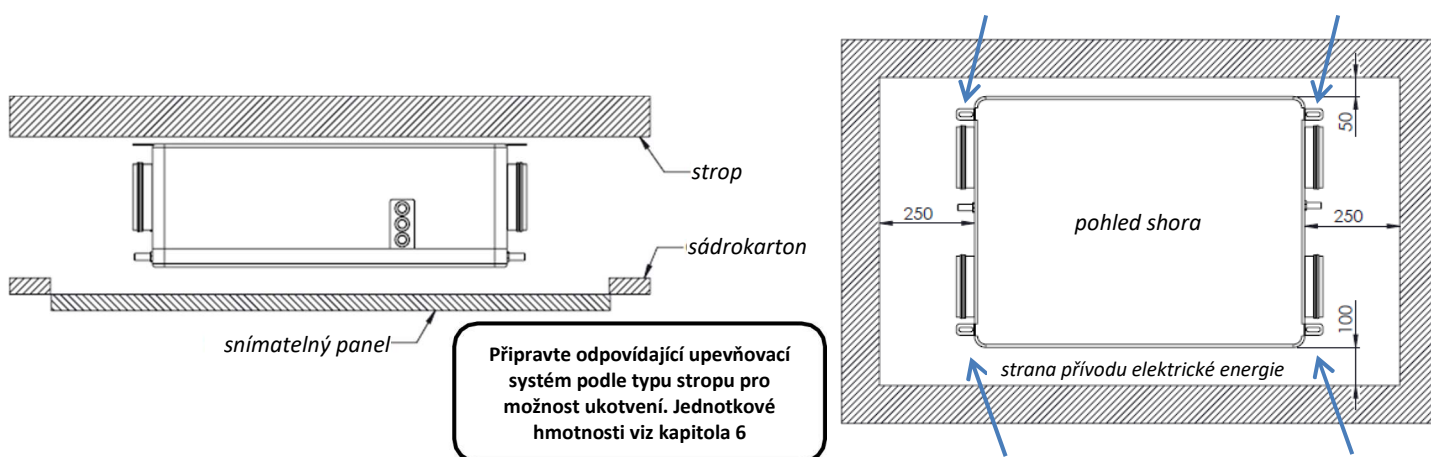 strop
sádrokarton
snímatelný panel
Připravte odpovídající upevňovací
systém podle typu stropu pro
možnost ukotvení. Jednotkové
hmotnosti viz kapitola 6
50
250
pohled shora
250
100
strana přívodu elektrické energie